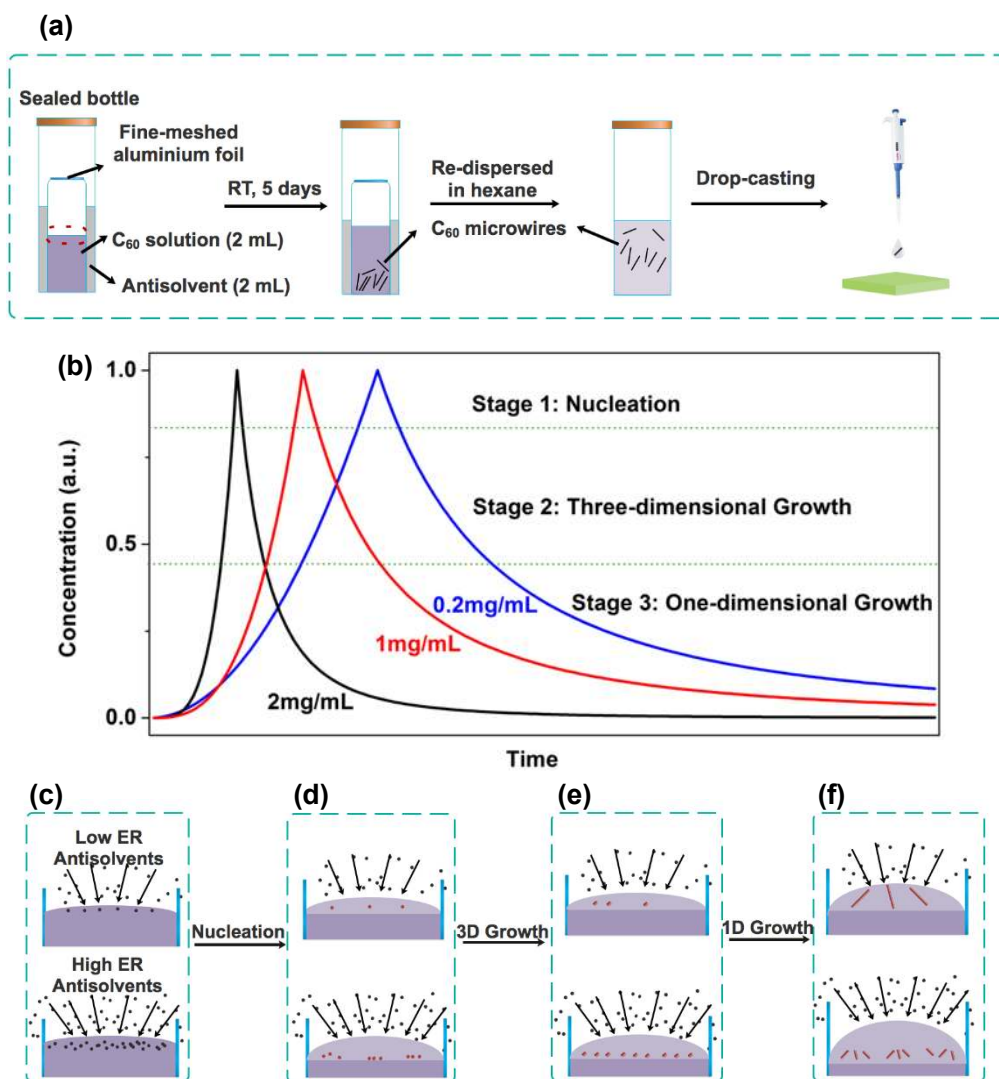 (a)
Sealed bottle
Fine-meshed
aluminium foil
C₆₀ solution (2 mL)
Antisolvent (2 mL)
RT, 5 days
Re-dispersed
in hexane
C₆₀ microwires
Drop-casting
(b)
Concentration (a.u.)
1.0
0.5
0.0
Stage 1: Nucleation
Stage 2: Three-dimensional Growth
Stage 3: One-dimensional Growth
0.2mg/mL
1mg/mL
2mg/mL
Time
(c)
Low ER
Antisolvents
High ER
Antisolvents
Nucleation
(d)
3D Growth
(e)
1D Growth
(f)